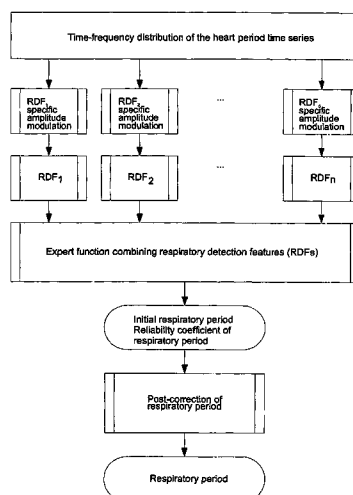 Time-frequency distribution of the heart period time series
RDF1
specific
amplitude
modulation
RDF2
specific
amplitude
modulation
...
RDF
specific
amplitude
modulation
RDF1
RDF2
...
RDFn
Expert function combining respiratory detection features (RDFs)
Initial respiratory period
Reliability coefficient of
respiratory period
Post-correction of
respiratory period
Respiratory period